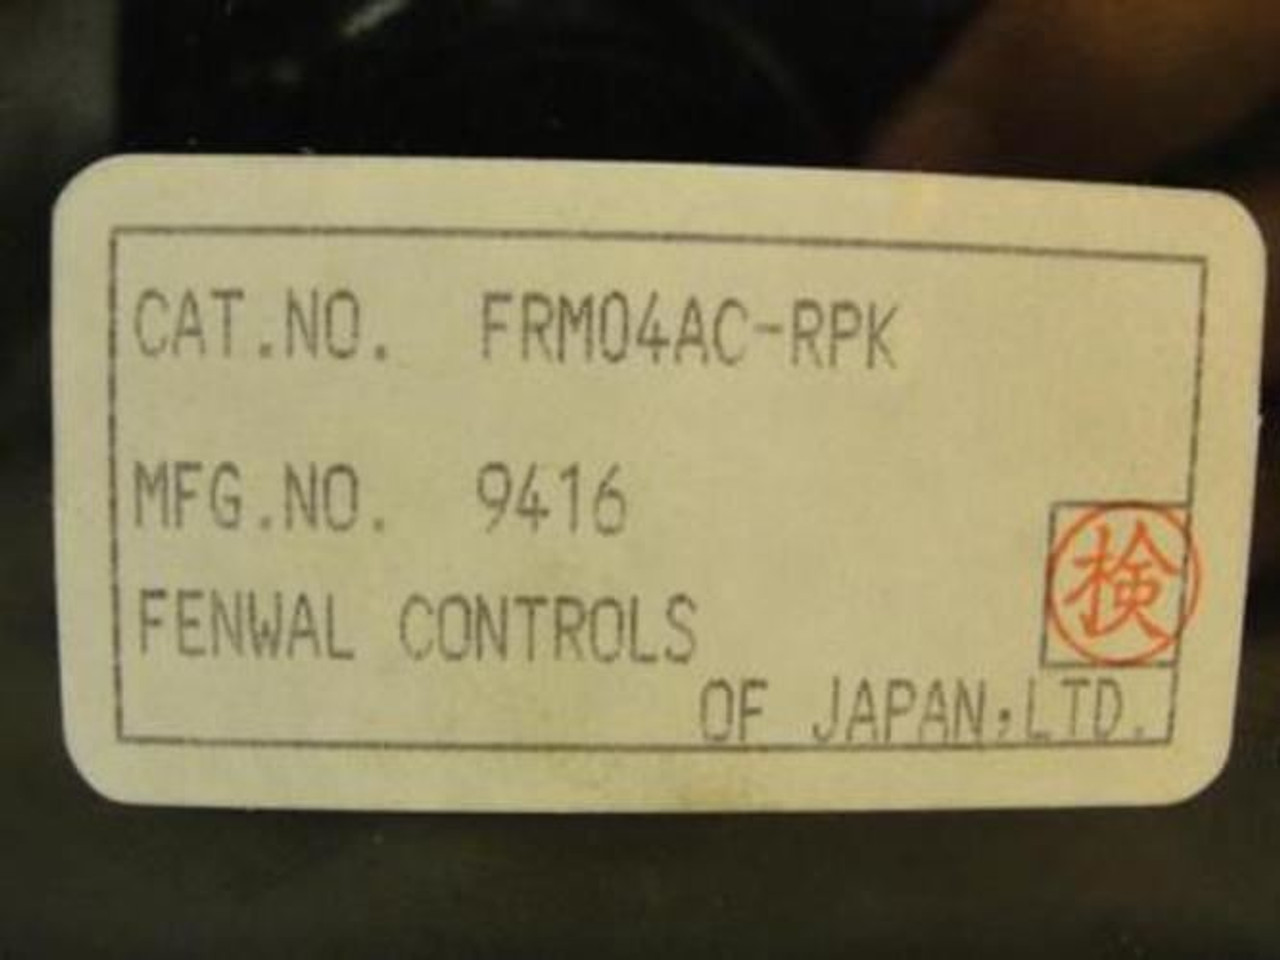 CAT.NO. FRM04AC-RPK
MFG.NO. 9416
検
FENWAL CONTROLS
OF JAPAN,LTD.